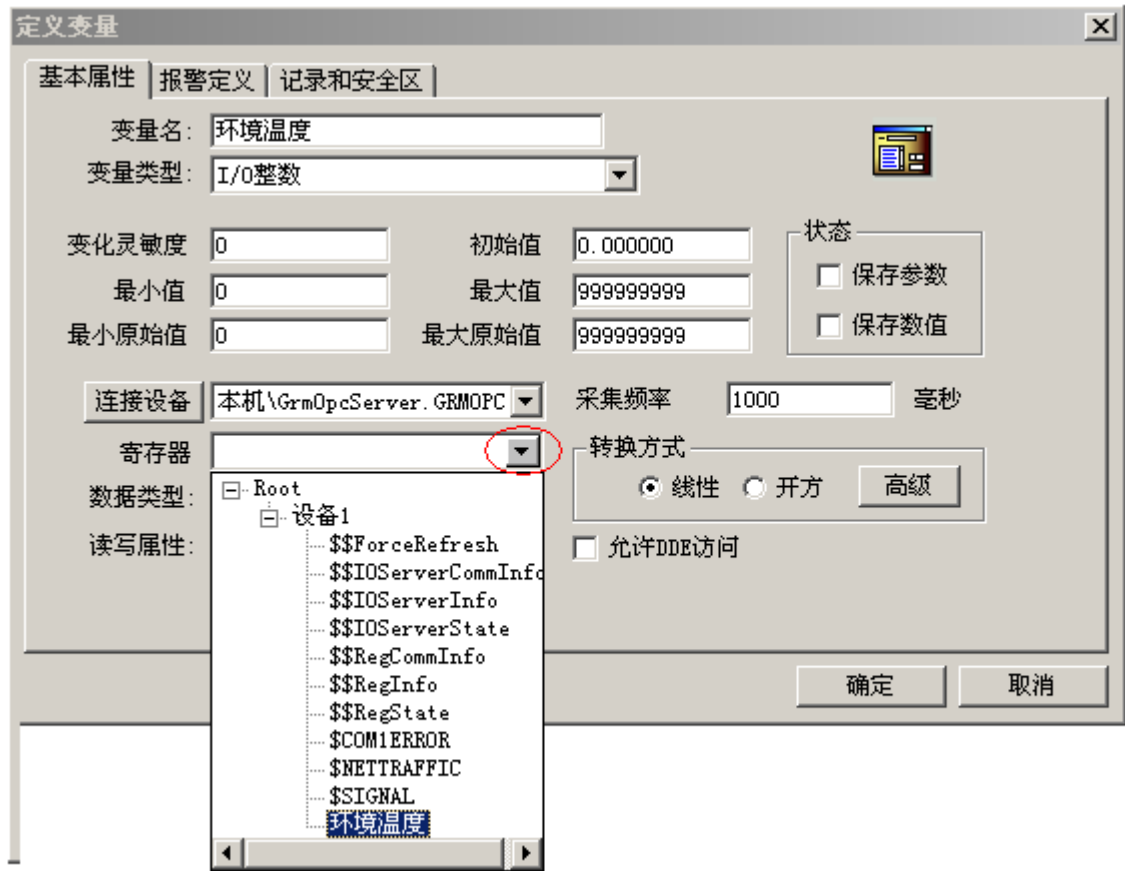 定义变量
基本属性 报警定义 记录和安全区
变量名: 环境温度
变量类型: I/O整数
变化灵敏度 0 初始值 0.000000 状态
最小值 0 最大值 999999999 保存参数
最小原始值 0 最大原始值 999999999 保存数值
连接设备 本机\GrmOpcServer.GRMOPC 采集频率 1000 毫秒
寄存器 转换方式
Root 线性 开方 高级
数据类型: 设备1
读写属性: $$ForceRefresh 允许DDE访问
$$IOServerCommInfo
$$IOServerInfo
$$IOServerState
$$RegCommInfo
$$RegInfo 确定 取消
$$RegState
$COM1ERROR
$NETTRAFFIC
$SIGNAL
环境温度